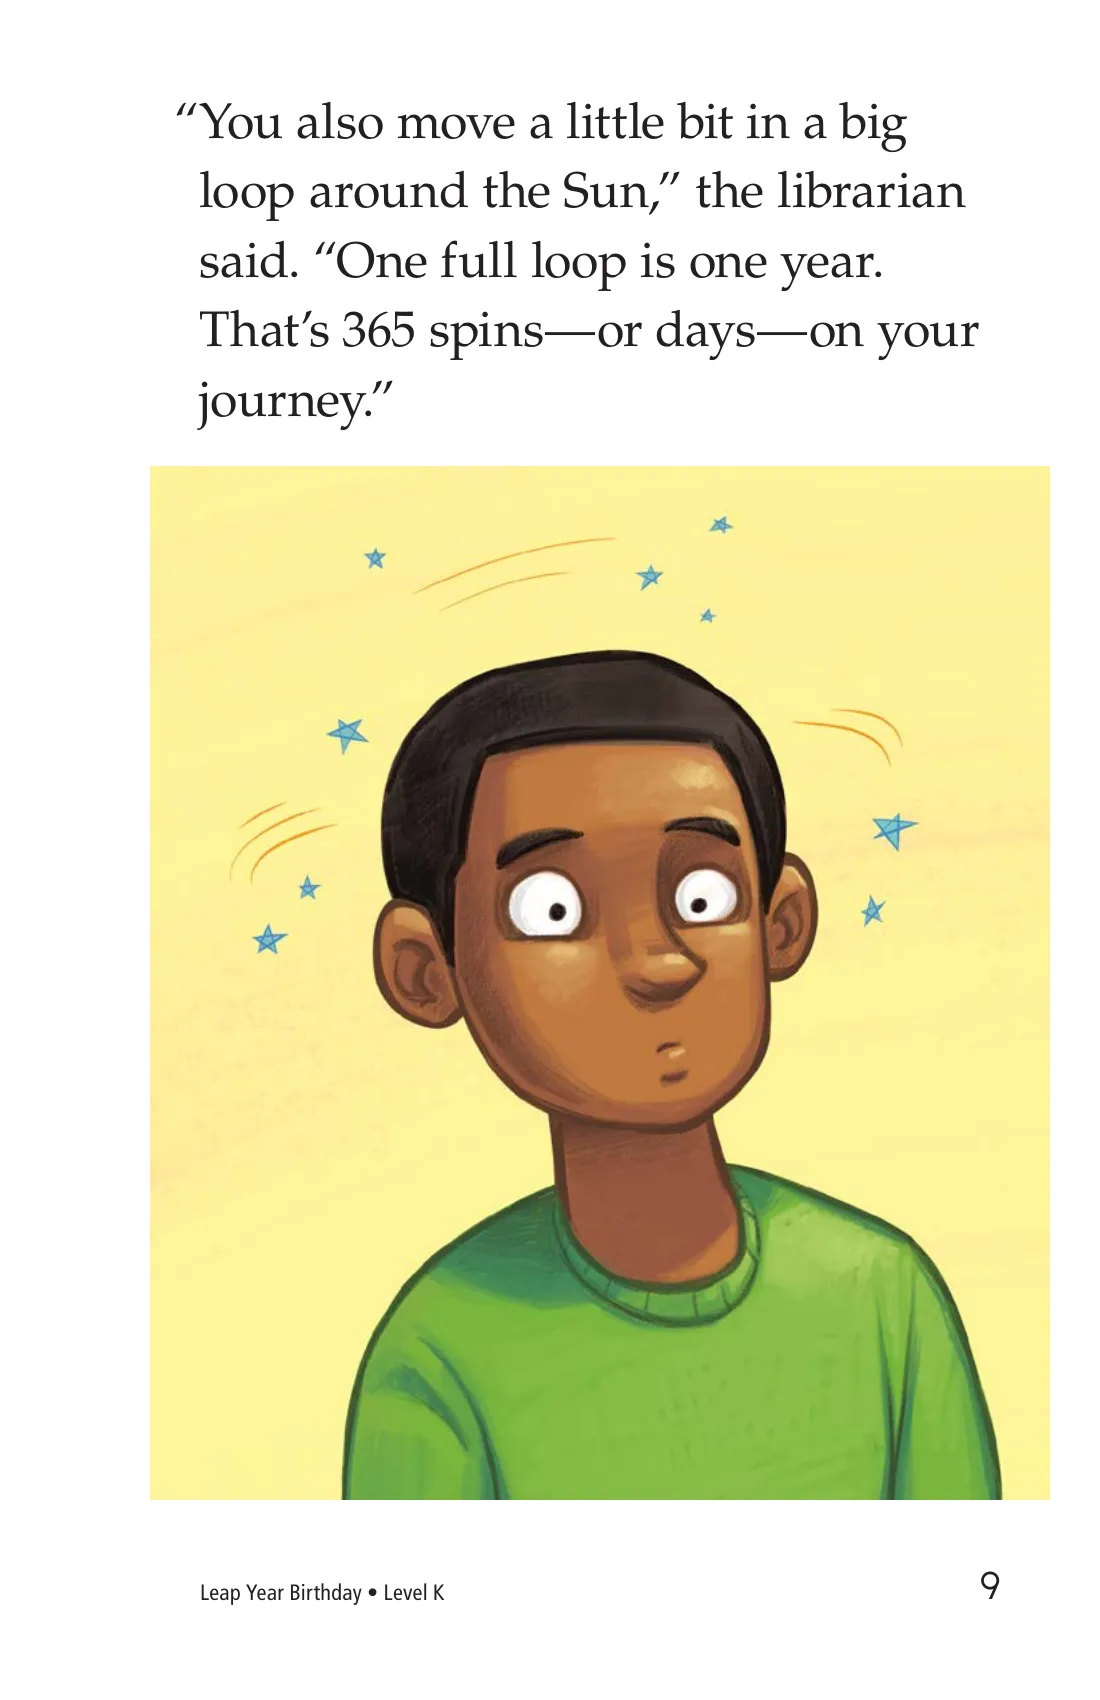 “You also move a little bit in a big
loop around the Sun,” the librarian
said. “One full loop is one year.
That’s 365 spins—or days—on your
journey.”
Leap Year Birthday • Level K
9